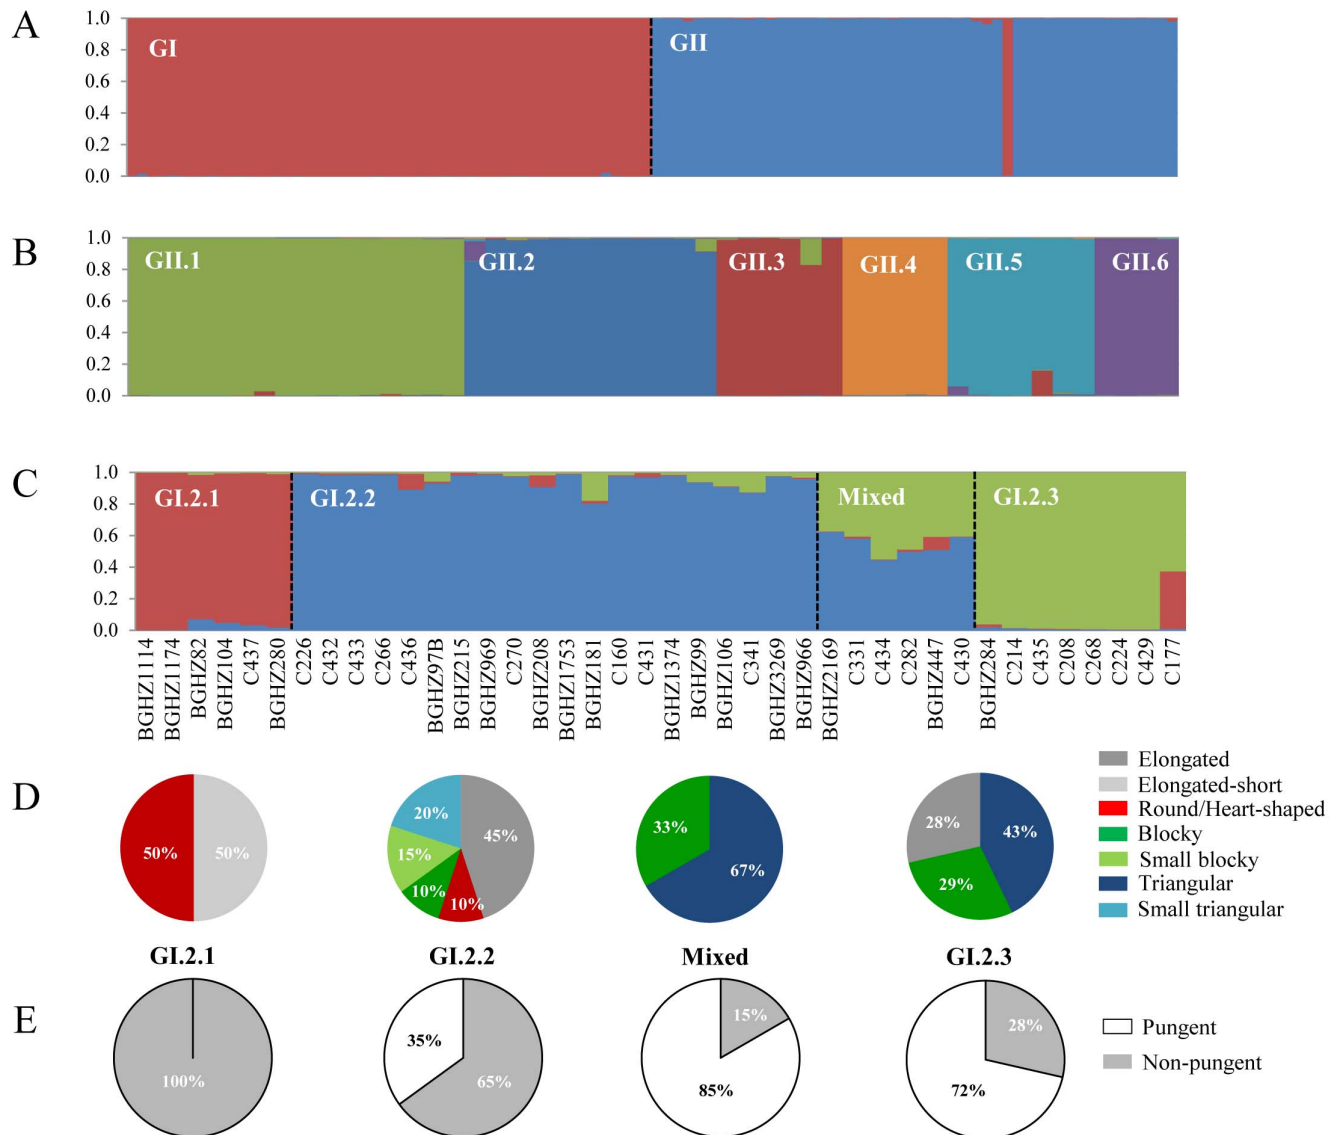 A
1.0
0.8
0.6
0.4
0.2
0.0
GI
GII
B
1.0
0.8
0.6
0.4
0.2
0.0
GII.1
GII.2
GII.3
GII.4
GII.5
GII.6
C
1.0
0.8
0.6
0.4
0.2
0.0
GI.2.1
GI.2.2
Mixed
GI.2.3
BGHZ1114
BGHZ1174
BGHZ82
BGHZ104
C437
BGHZ280
C226
C432
C433
C266
C436
BGHZ97B
BGHZ215
BGHZ969
C270
BGHZ208
BGHZ1753
BGHZ181
C160
C431
BGHZ1374
BGHZ99
BGHZ106
C341
BGHZ3269
BGHZ966
BGHZ2169
C331
C434
C282
BGHZ447
C430
BGHZ284
C214
C435
C208
C268
C224
C429
C177
D
50%
50%
20%
45%
15%
10%
10%
33%
67%
28%
43%
29%
Elongated
Elongated-short
Round/Heart-shaped
Blocky
Small blocky
Triangular
Small triangular
GI.2.1
GI.2.2
Mixed
GI.2.3
E
100%
35%
65%
15%
85%
28%
72%
Pungent
Non-pungent